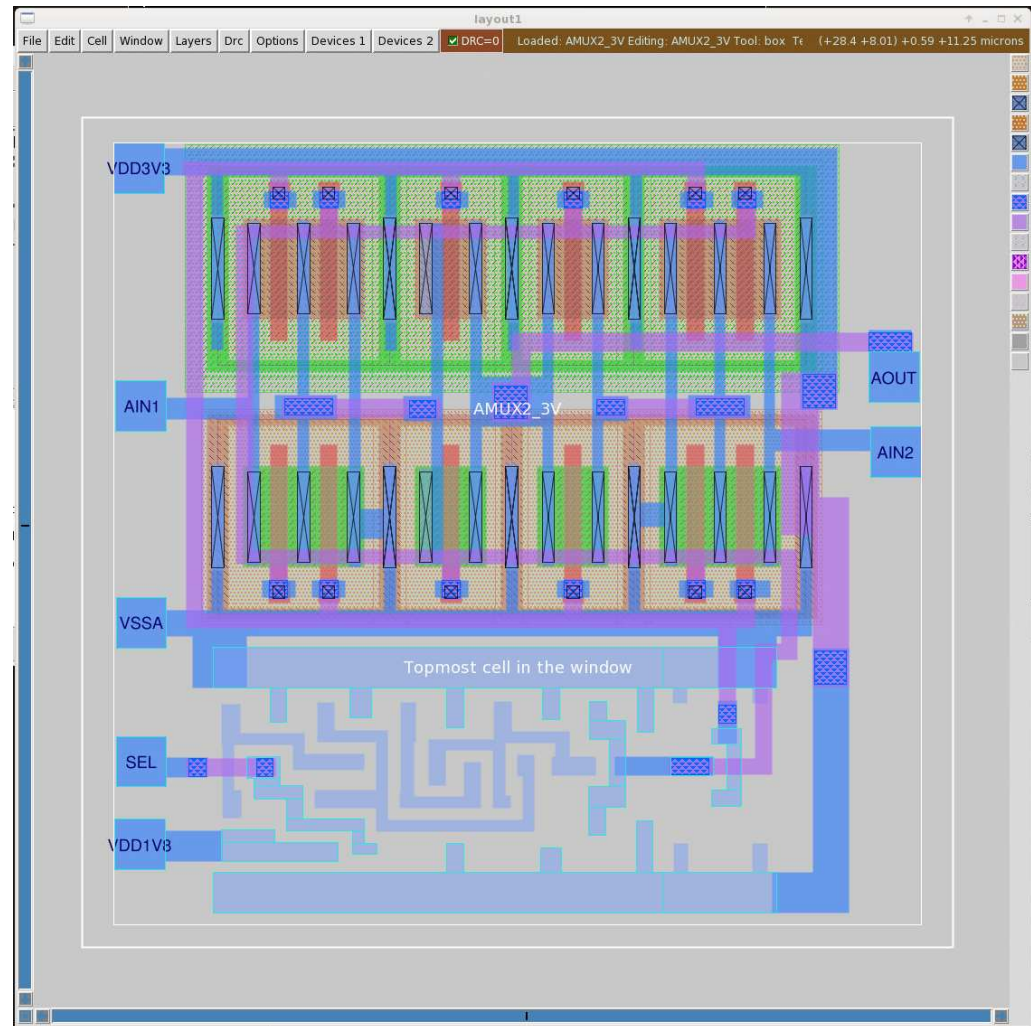 layout1
File Edit Cell Window Layers Drc Options Devices 1 Devices 2 DRC=0 Loaded: AMUX2_3V Editing: AMUX2_3V Tool: box Te (+28.4 +8.01) +0.59 +11.25 microns
VDD3V3
AOUT
AIN1
AMUX2_3V
AIN2
VSSA
Topmost cell in the window
SEL
VDD1V8